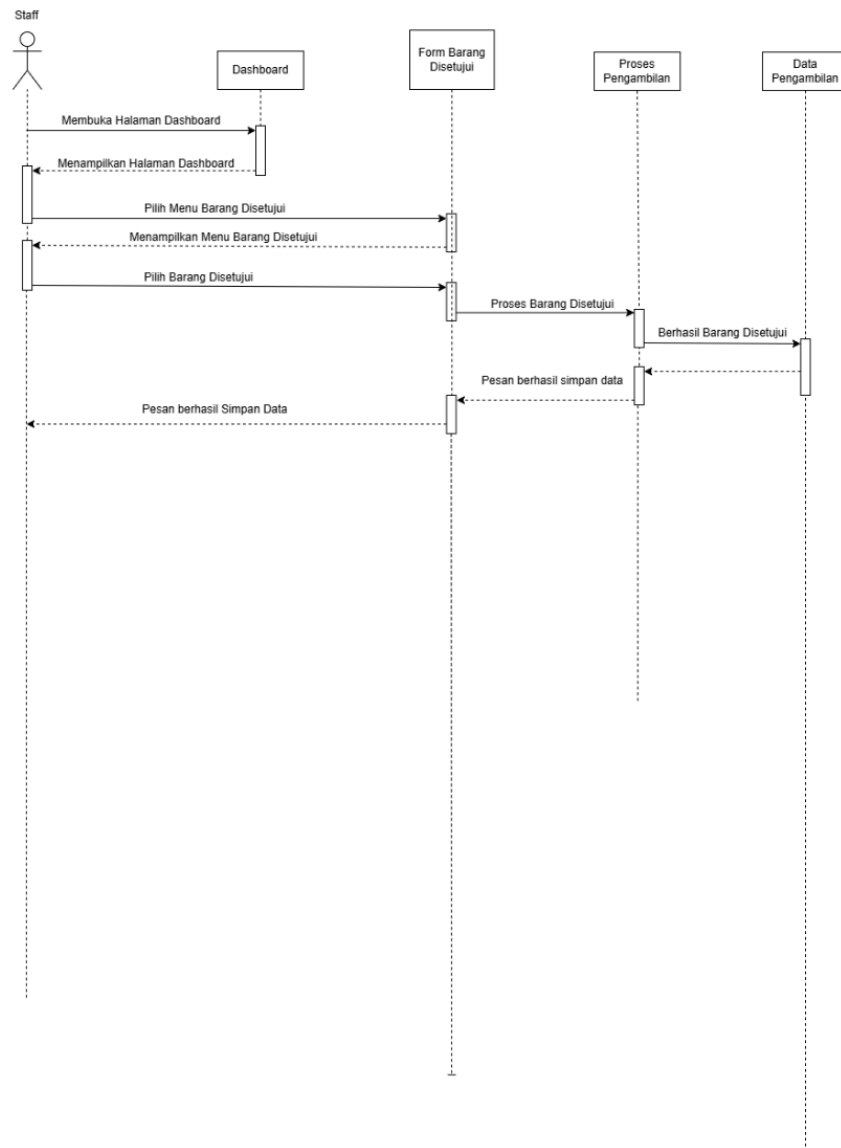 Staff
Dashboard
Form Barang
Disetujui
Proses
Pengambilan
Data
Pengambilan
Membuka Halaman Dashboard
Menampilkan Halaman Dashboard
Pilih Menu Barang Disetujui
Menampilkan Menu Barang Disetujui
Pilih Barang Disetujui
Proses Barang Disetujui
Berhasil Barang Disetujui
Pesan berhasil simpan data
Pesan berhasil Simpan Data